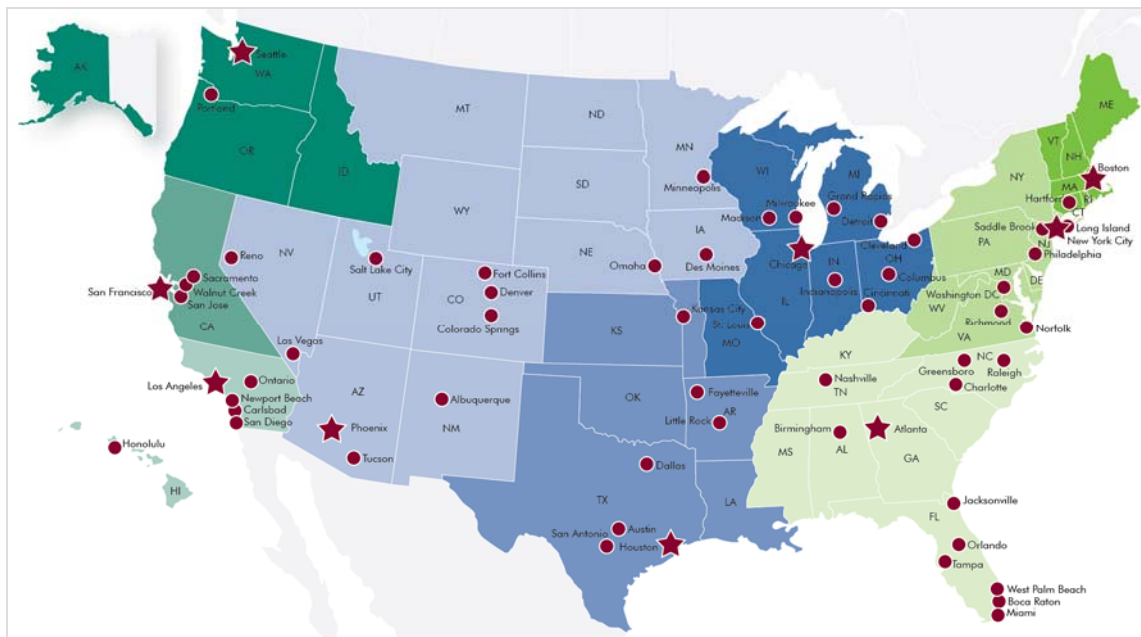 AK
Seattle
WA
Portland
OR
ID
MT
ND
MN
Minneapolis
SD
WY
WI
Milwaukee
Madison
MI
Grand Rapids
Detroit
ME
VT
NH
Boston
NY
MA
Hartford
RI
CT
Long Island
Saddle Brook
New York City
PA
NJ
Philadelphia
NV
Reno
Sacramento
San Francisco
Walnut Creek
San Jose
CA
Salt Lake City
UT
Fort Collins
CO
Denver
Colorado Springs
NE
Omaha
IA
Des Moines
Chicago
IL
IN
Indianapolis
Cleveland
OH
Columbus
Cincinnati
MD
DE
Washington DC
WV
Richmond
VA
Norfolk
Las Vegas
Los Angeles
Ontario
Newport Beach
Carlsbad
San Diego
AZ
Phoenix
Tucson
Albuquerque
NM
KS
Kansas City
St. Louis
MO
OK
Fayetteville
Little Rock
AR
KY
Nashville
TN
Greensboro
NC
Raleigh
Charlotte
SC
Birmingham
Atlanta
MS
AL
GA
Honolulu
HI
TX
Dallas
Austin
San Antonio
Houston
LA
Jacksonville
FL
Orlando
Tampa
West Palm Beach
Boca Raton
Miami